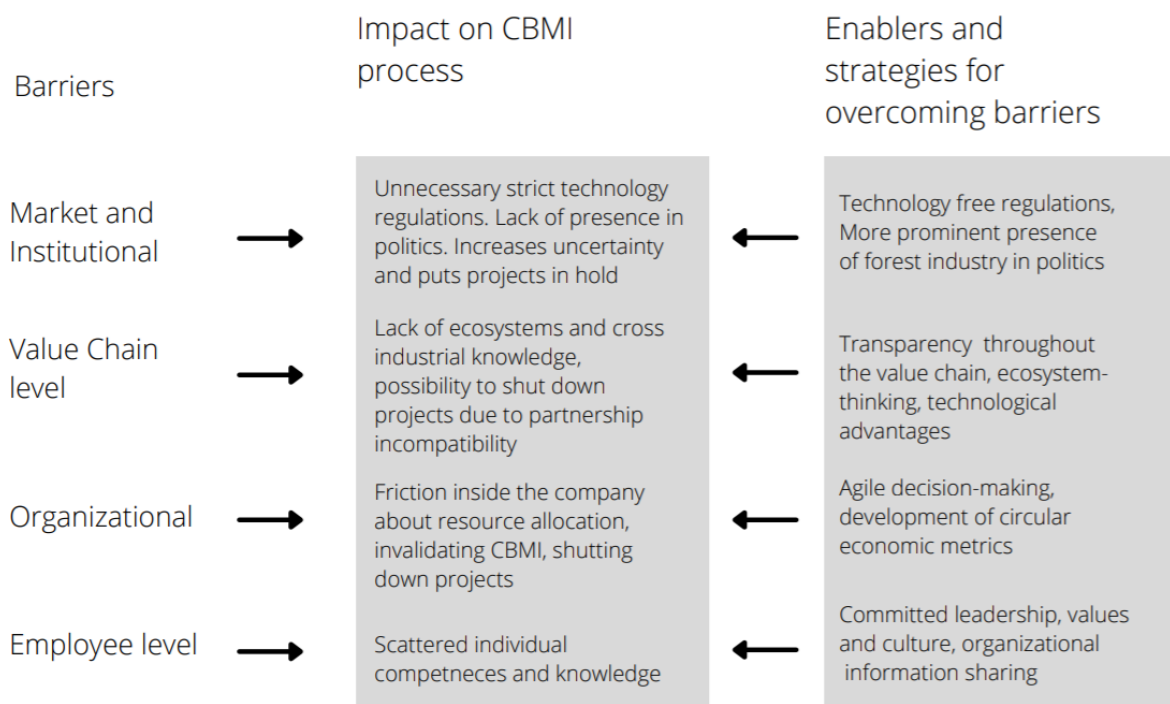 Barriers
Impact on CBMI
process
Enablers and
strategies for
overcoming barriers
Market and
Institutional
Unnecessary strict technology
regulations. Lack of presence in
politics. Increases uncertainty
and puts projects in hold
Technology free regulations,
More prominent presence
of forest industry in politics
Value Chain
level
Lack of ecosystems and cross
industrial knowledge,
possibility to shut down
projects due to partnership
incompatibility
Transparency throughout
the value chain, ecosystem-
thinking, technological
advantages
Organizational
Friction inside the company
about resource allocation,
invalidating CBMI, shutting
down projects
Agile decision-making,
development of circular
economic metrics
Employee level
Scattered individual
competneces and knowledge
Committed leadership, values
and culture, organizational
information sharing